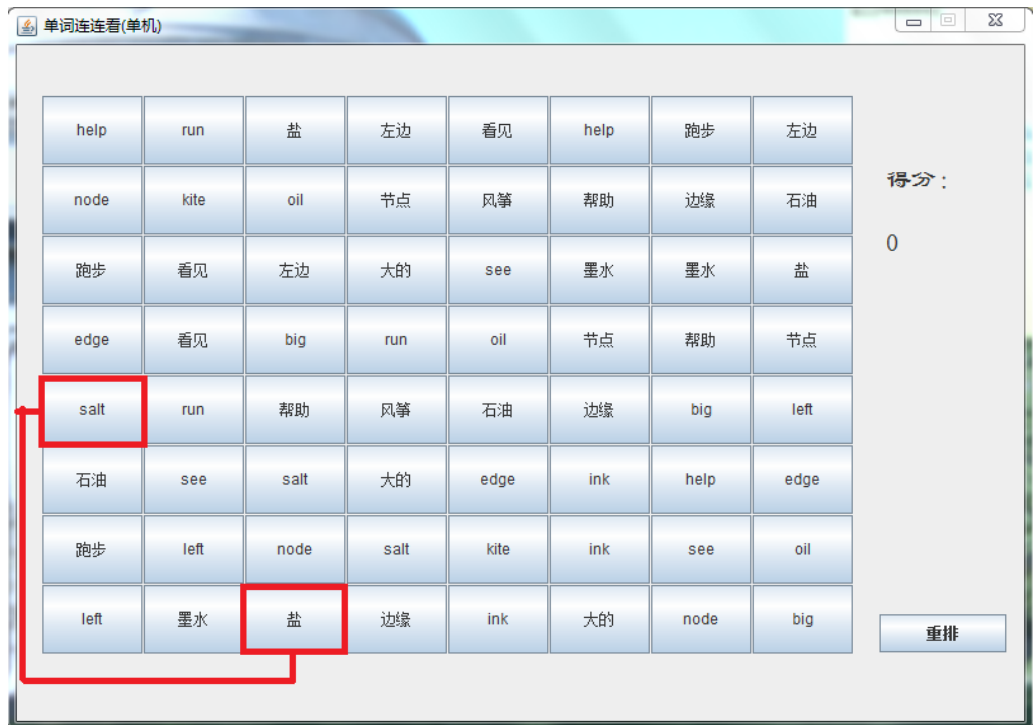 单词连连看(单机)
help run 盐 左边 看见 help 跑步 左边
node kite oil 节点 风筝 帮助 边缘 石油
得分：
0
跑步 看见 左边 大的 see 墨水 墨水 盐
edge 看见 big run oil 节点 帮助 节点
salt run 帮助 风筝 石油 边缘 big left
石油 see salt 大的 edge ink help edge
跑步 left node salt kite ink see oil
left 墨水 盐 边缘 ink 大的 node big
重排